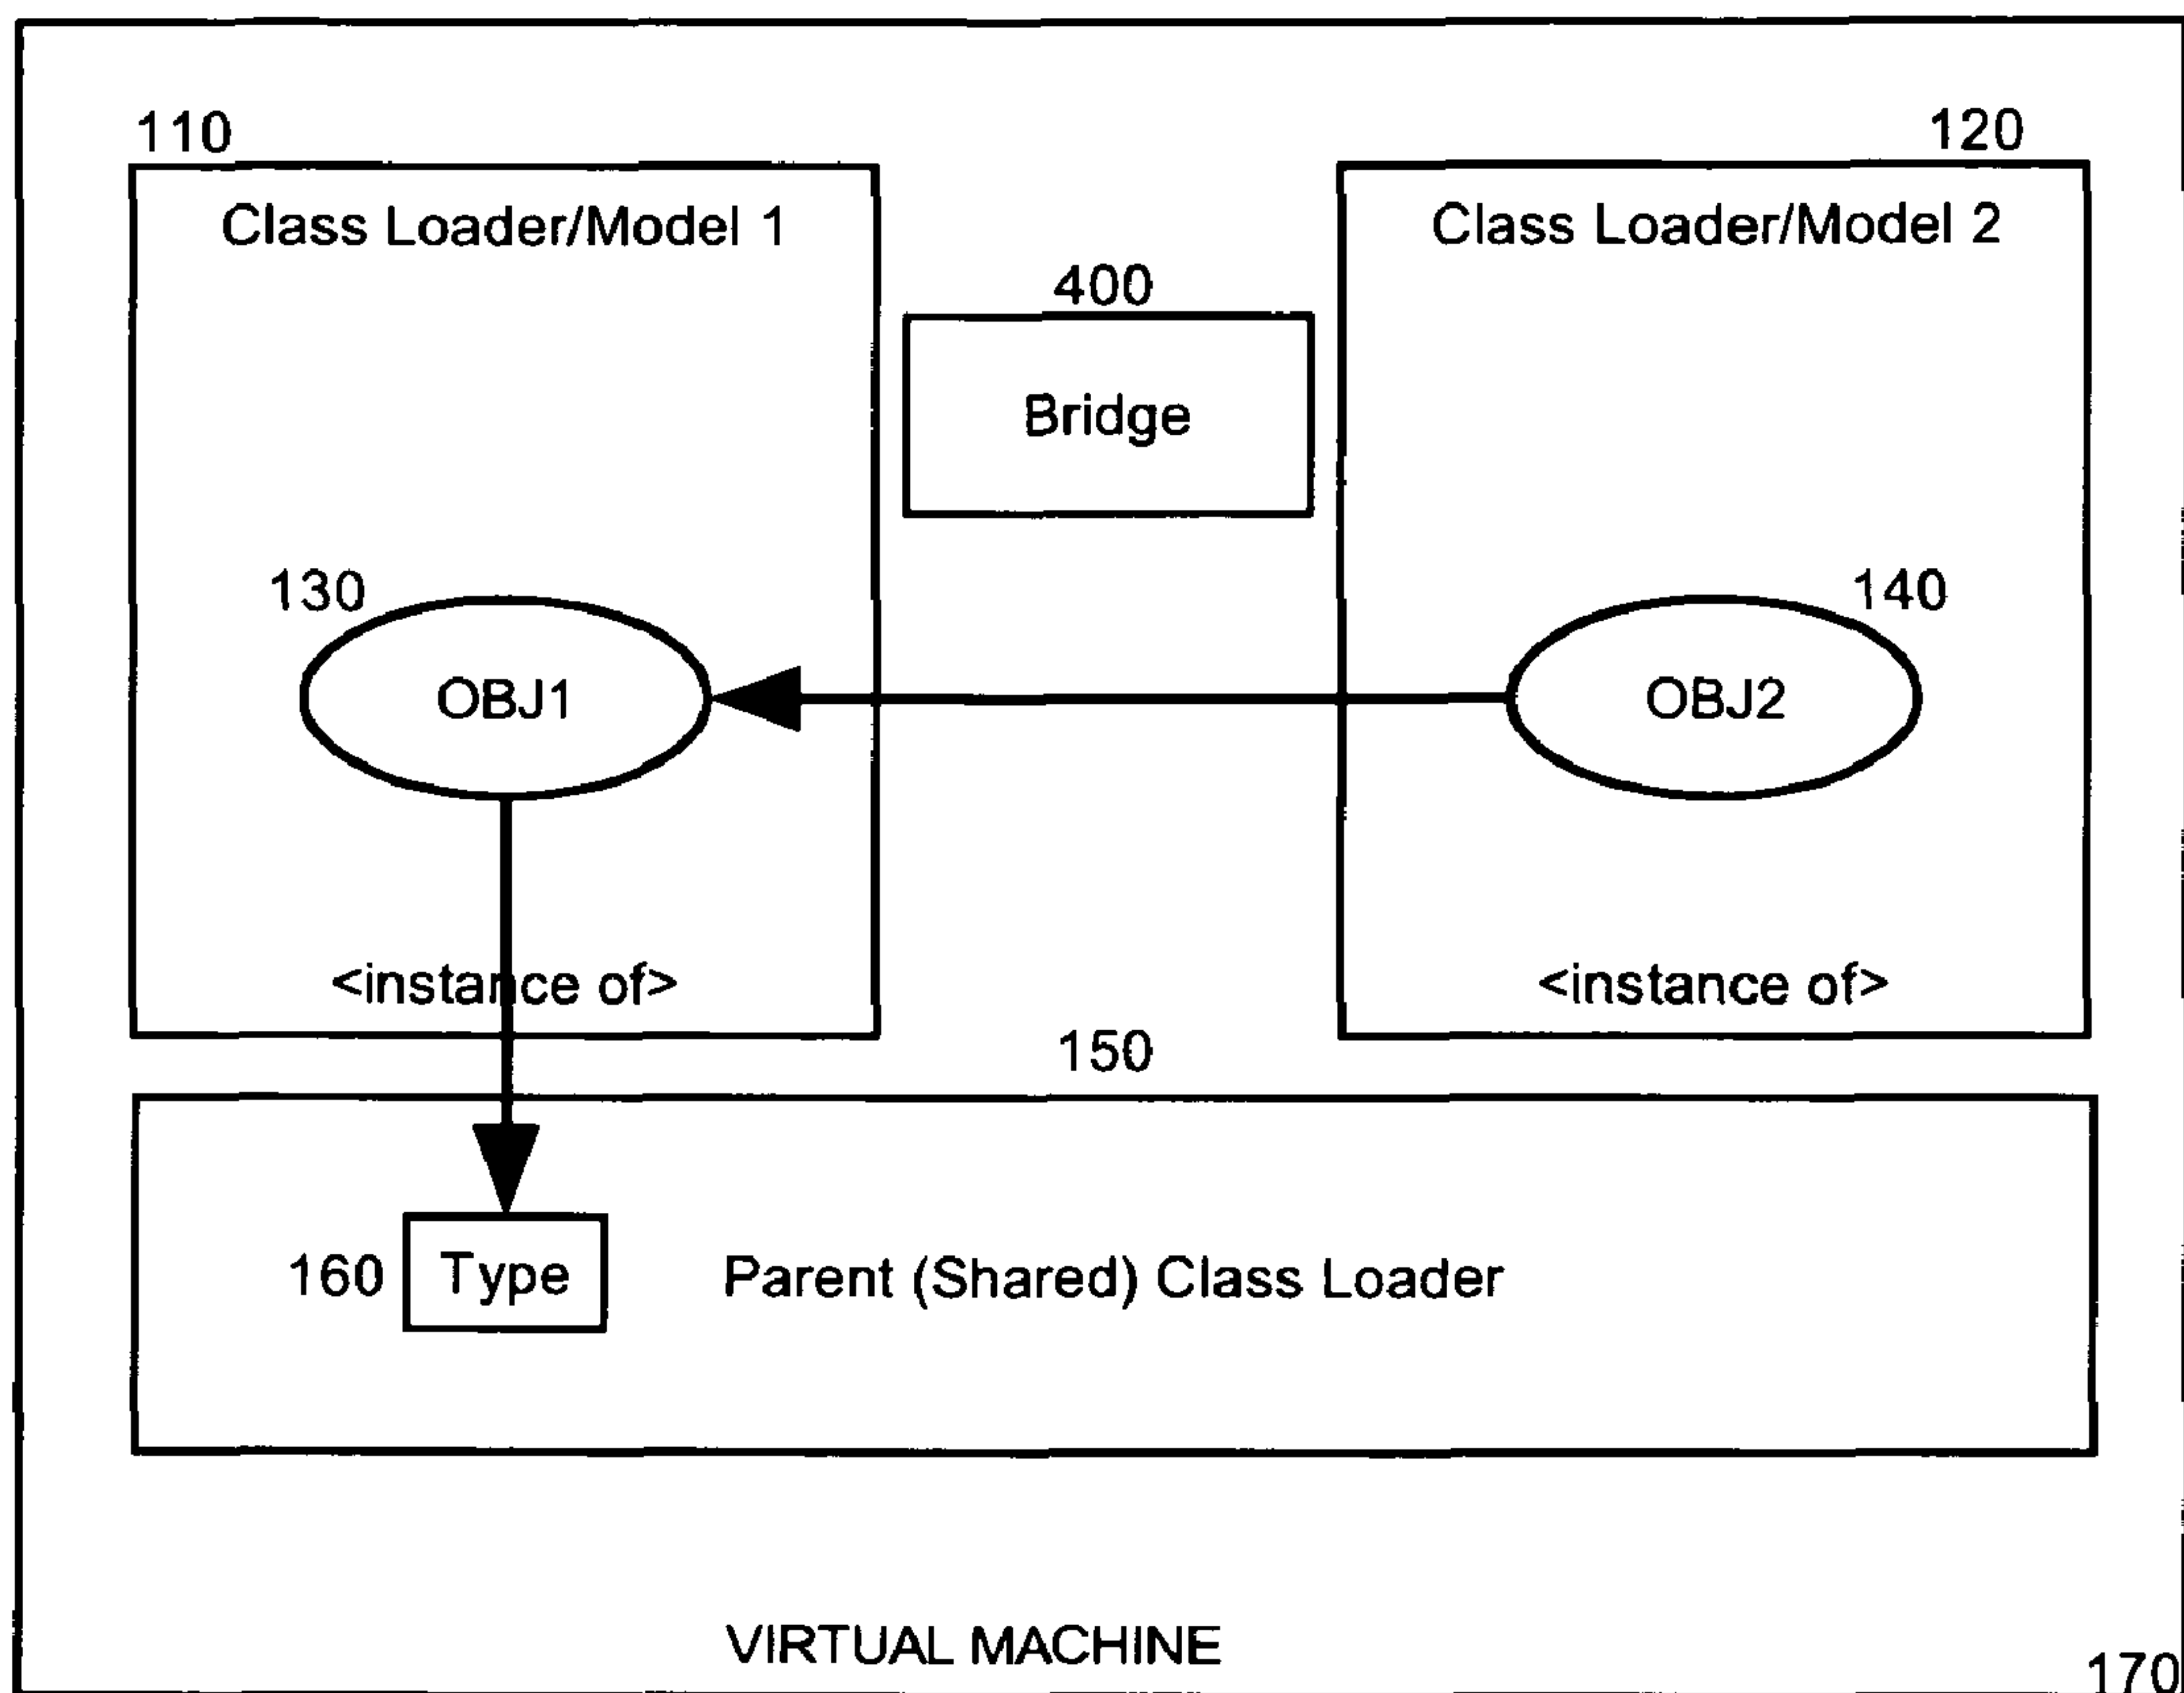 110
120
Class Loader/Model 1
Class Loader/Model 2
400
Bridge
130
140
OBJ1
OBJ2
<instance of>
<instance of>
150
160
Type
Parent (Shared) Class Loader
VIRTUAL MACHINE
170